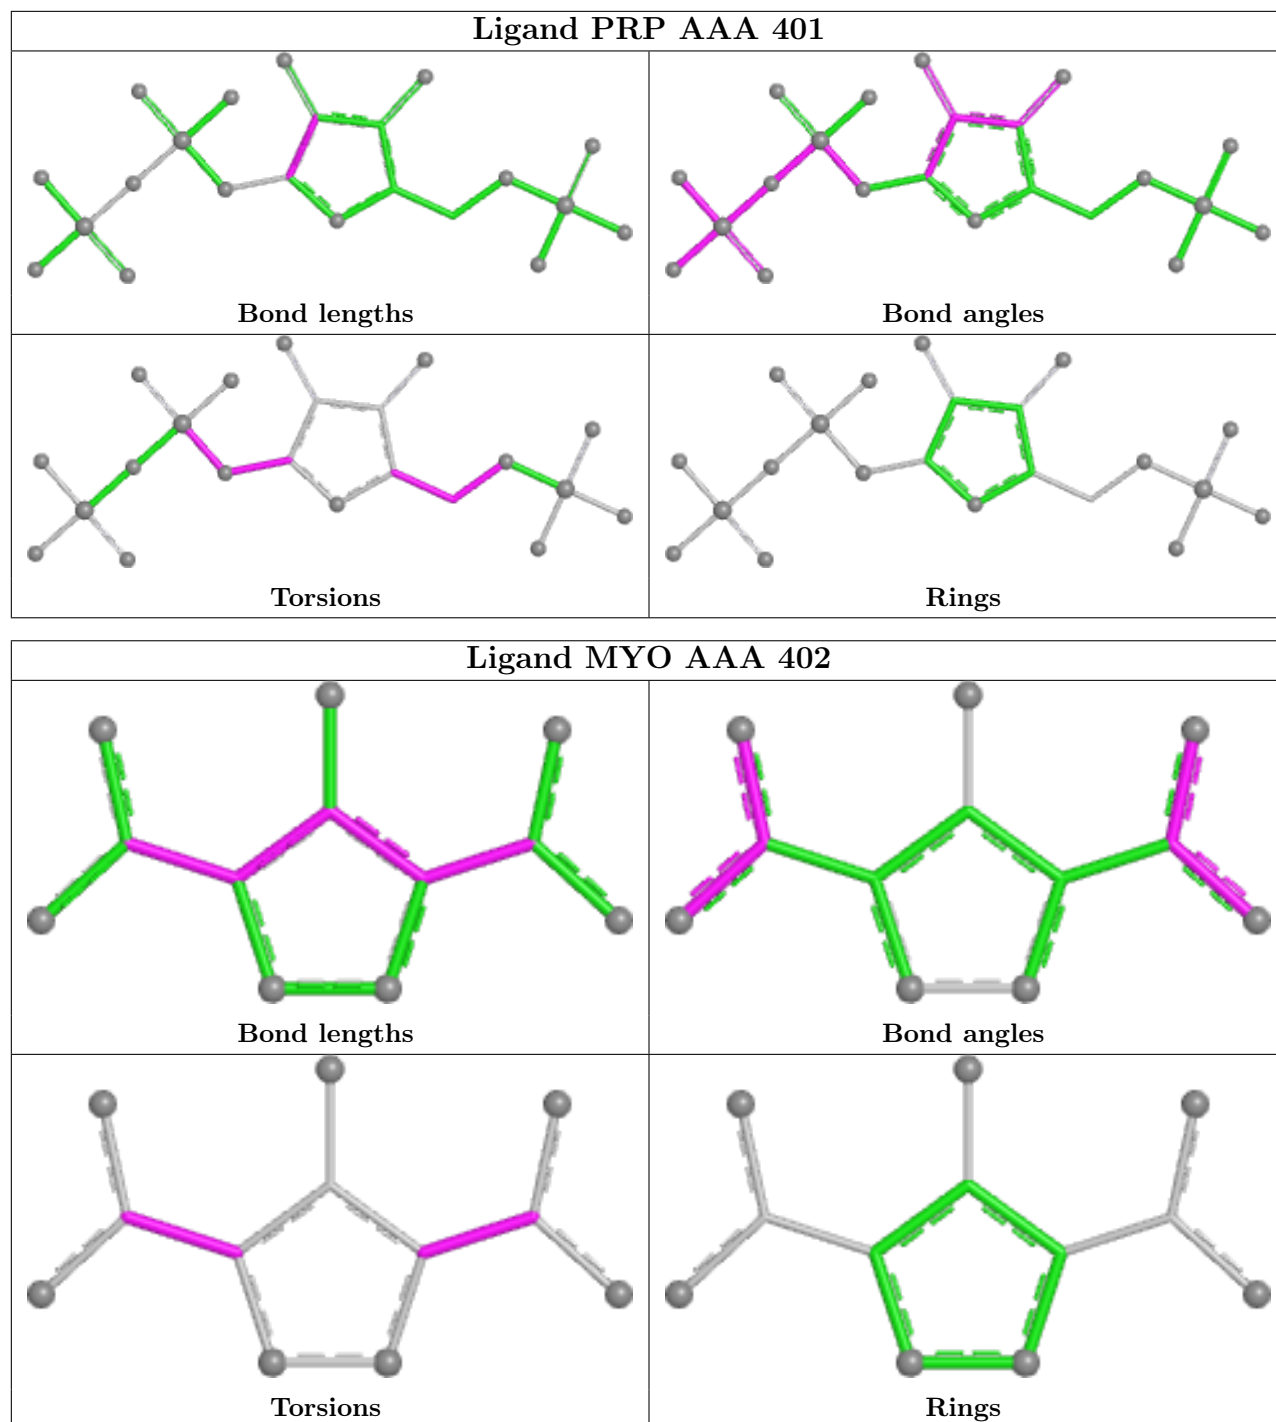 Ligand PRP AAA 401
Bond lengths
Bond angles
Torsions
Rings
Ligand MYO AAA 402
Bond lengths
Bond angles
Torsions
Rings